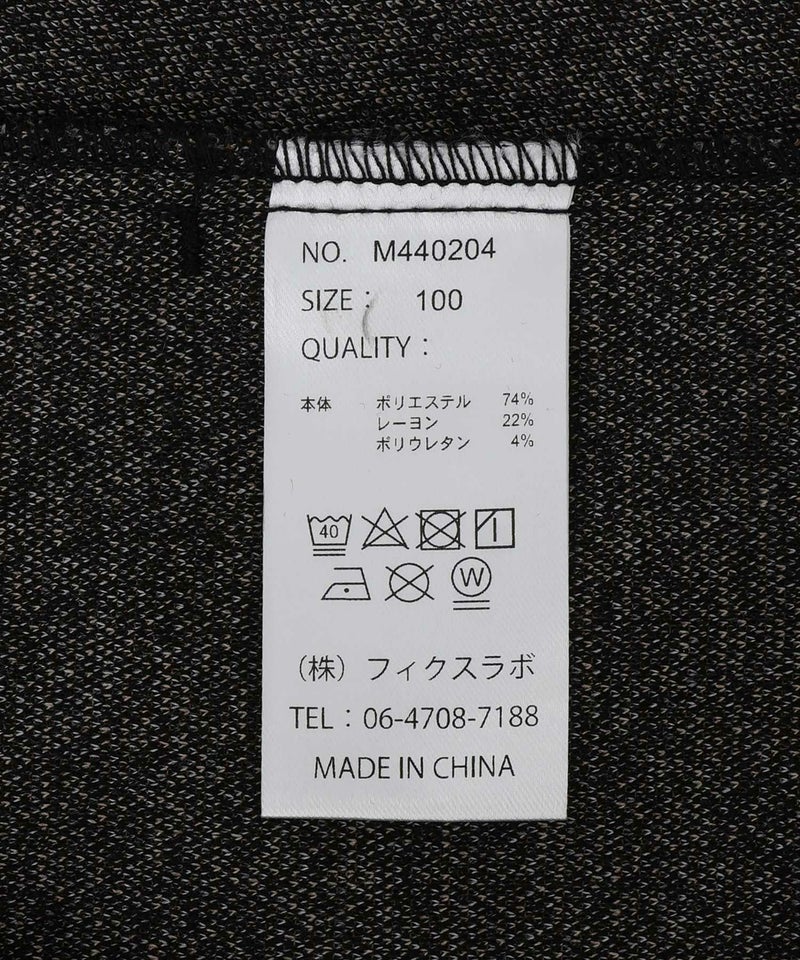 NO. M440204
SIZE： 100
QUALITY：
本体 ポリエステル 74%
レーヨン 22%
ポリウレタン 4%
40
W
（株）フィクスラボ
TEL：06-4708-7188
MADE IN CHINA